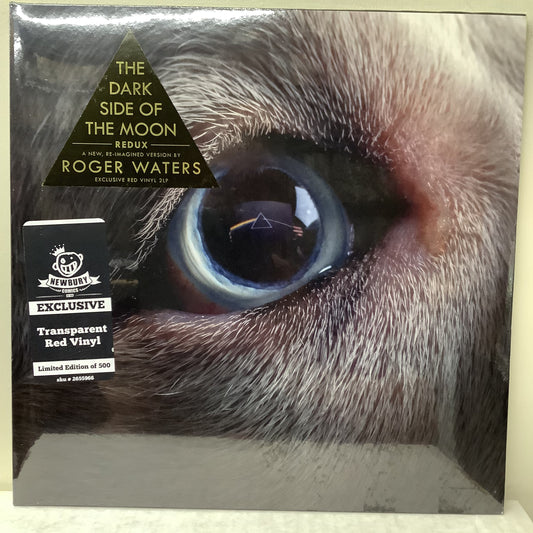 THE
DARK
SIDE OF
THE MOON
REDUX
A NEW, RE-IMAGINED VERSION BY
ROGER WATERS
EXCLUSIVE RED VINYL 2LP
NEWBURY
COMICS
EXCLUSIVE
Transparent
Red Vinyl
Limited Edition of 500
sku # 2655966